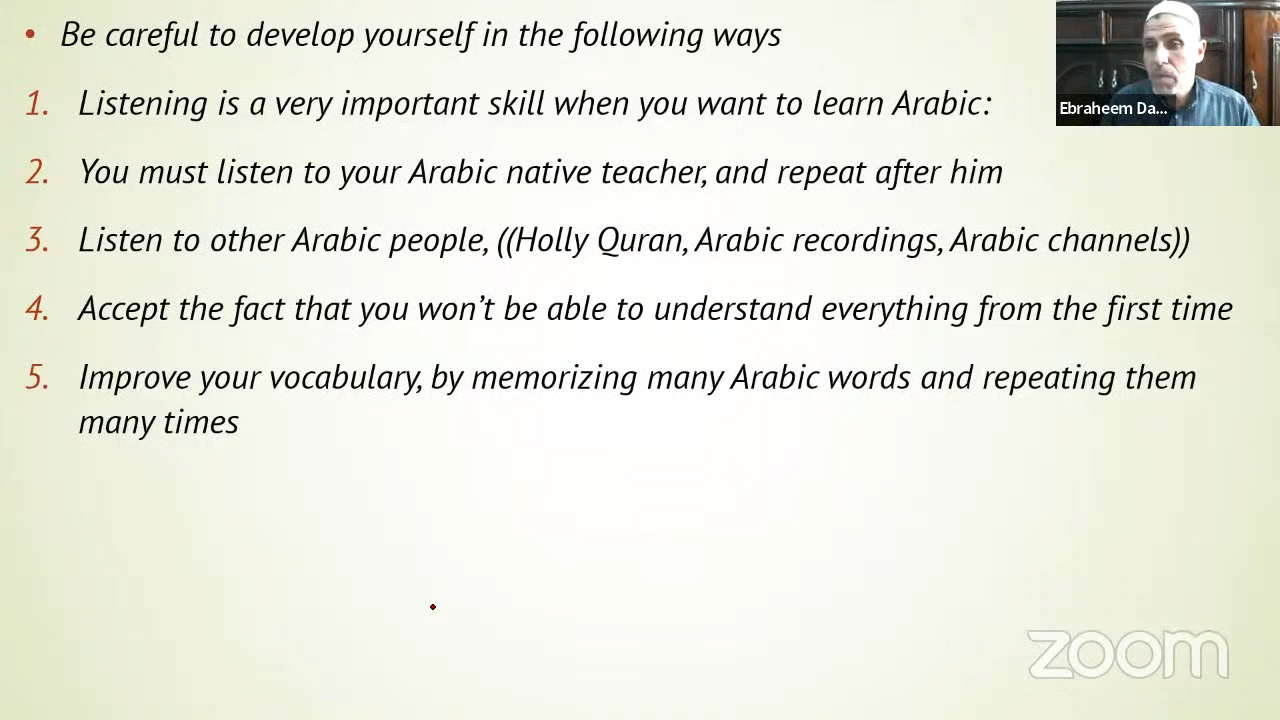 • Be careful to develop yourself in the following ways
1. Listening is a very important skill when you want to learn Arabic:
2. You must listen to your Arabic native teacher, and repeat after him
3. Listen to other Arabic people, ((Holly Quran, Arabic recordings, Arabic channels))
4. Accept the fact that you won't be able to understand everything from the first time
5. Improve your vocabulary, by memorizing many Arabic words and repeating them
many times
Ebraheem Da...
zoom